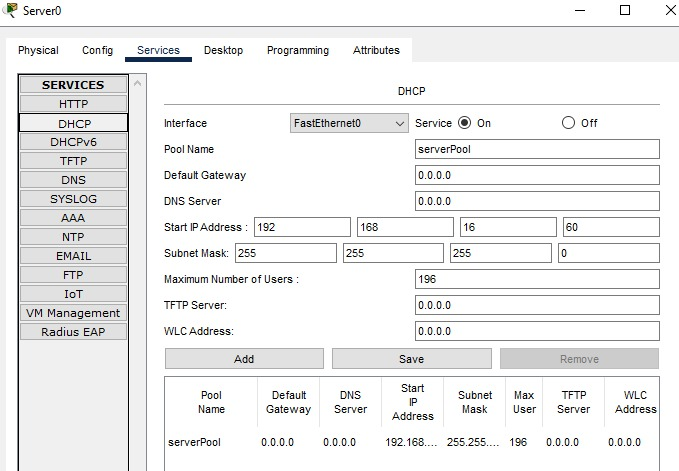 Server0
Physical Config Services Desktop Programming Attributes
SERVICES
HTTP
DHCP
DHCPv6
TFTP
DNS
SYSLOG
AAA
NTP
EMAIL
FTP
IoT
VM Management
Radius EAP
DHCP
Interface FastEthernet0 Service On Off
Pool Name serverPool
Default Gateway 0.0.0.0
DNS Server 0.0.0.0
Start IP Address : 192 168 16 60
Subnet Mask: 255 255 255 0
Maximum Number of Users : 196
TFTP Server: 0.0.0.0
WLC Address: 0.0.0.0
Add Save Remove
Pool Name Default Gateway DNS Server Start IP Address Subnet Mask Max User TFTP Server WLC Address
serverPool 0.0.0.0 0.0.0.0 192.168.... 255.255.... 196 0.0.0.0 0.0.0.0